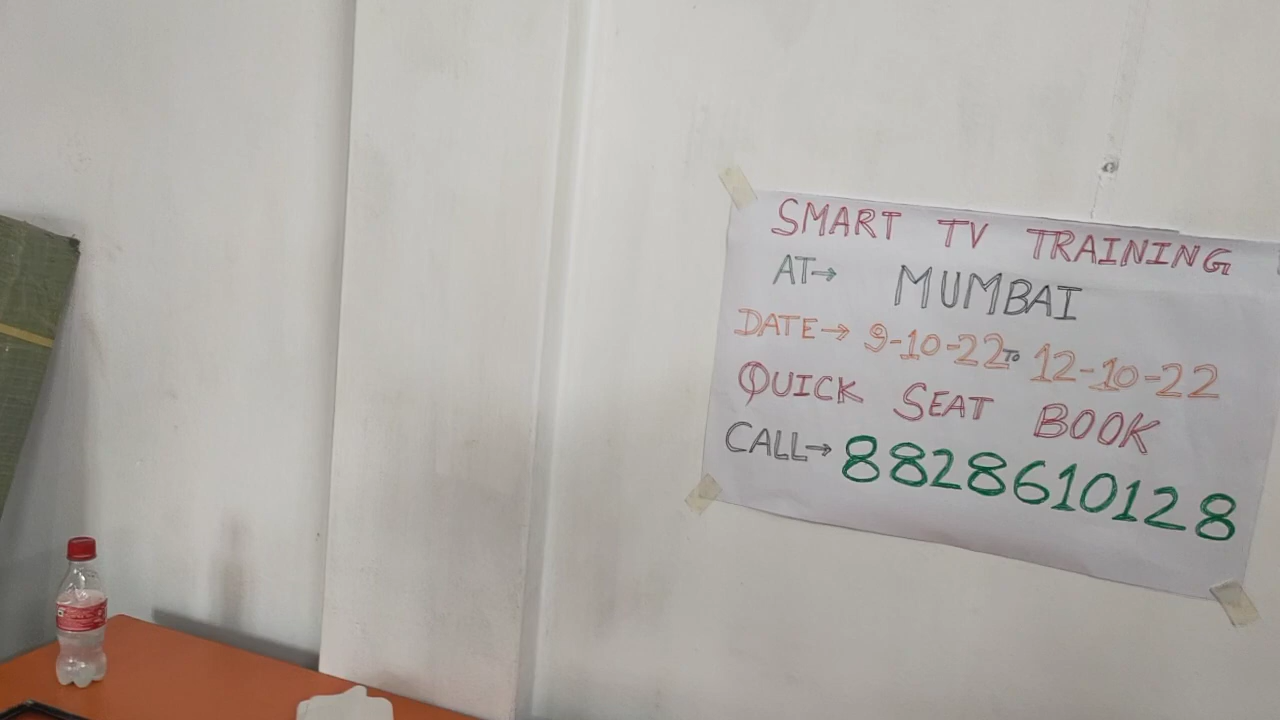 SMART TV TRAINING
AT→ MUMBAI
DATE→ 9-10-22 TO 12-10-22
QUICK SEAT BOOK
CALL→ 8828610128